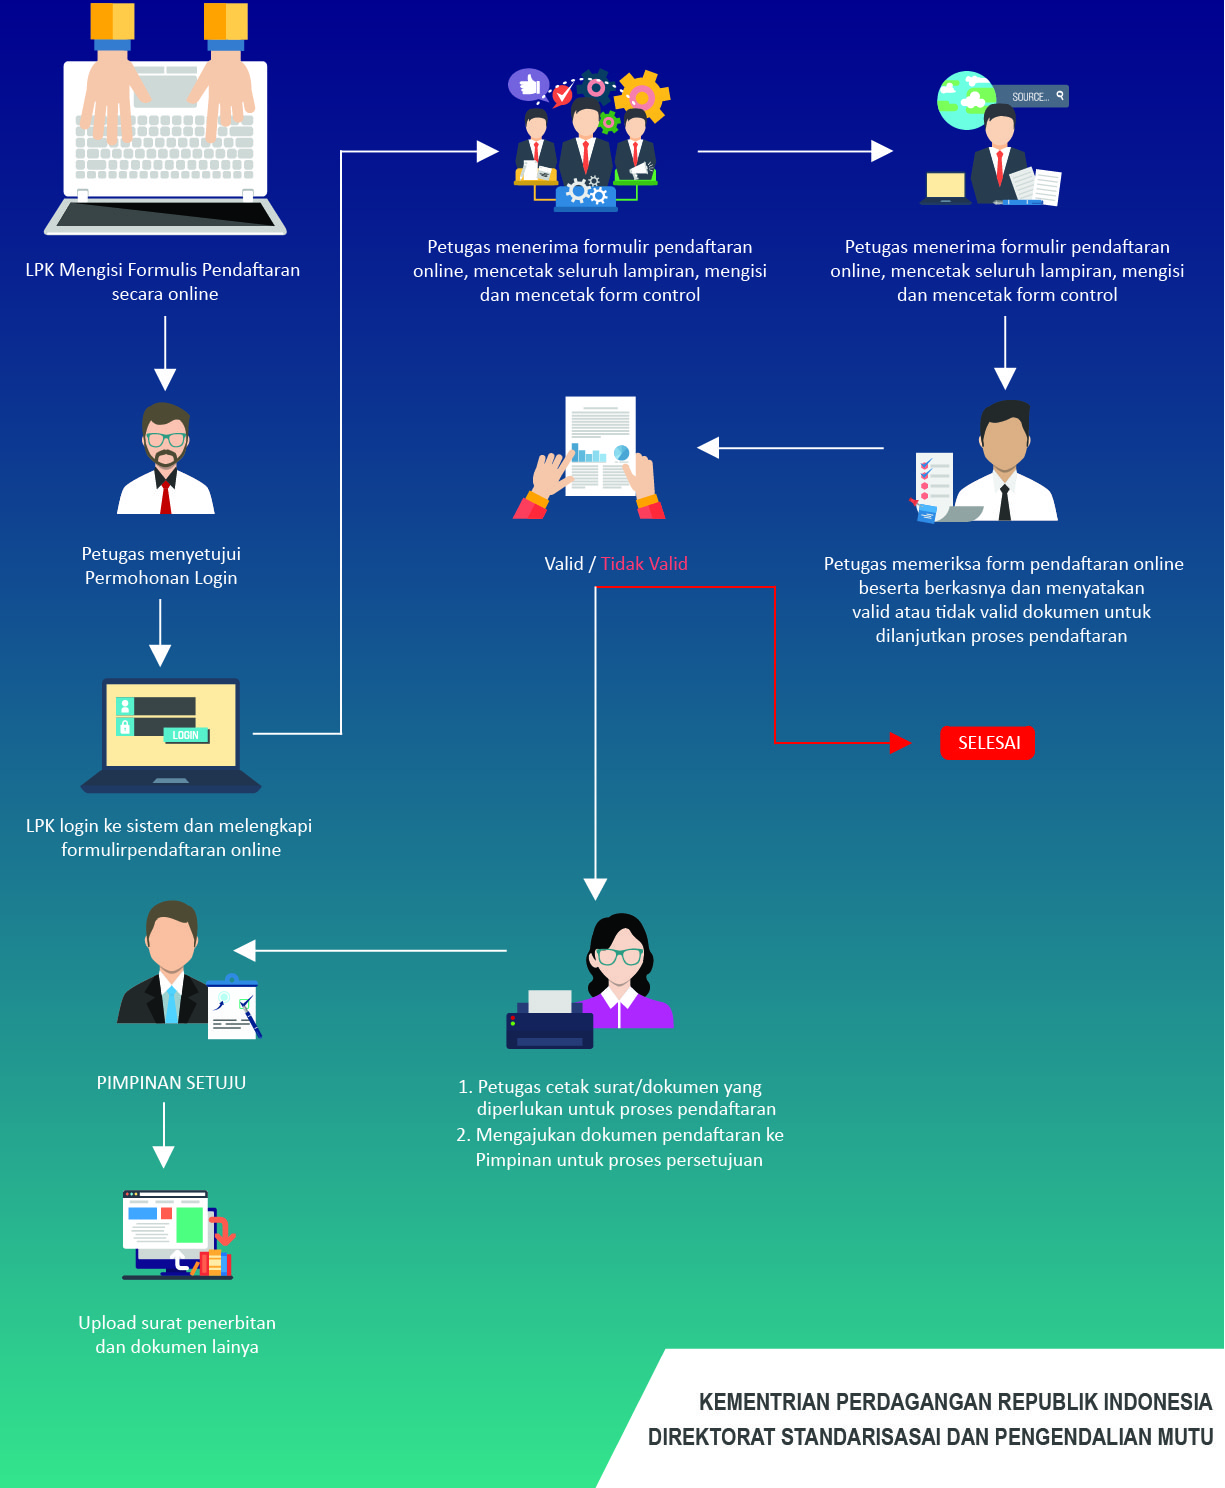 LPK Mengisi Formulis Pendaftaran
secara online
Petugas menyetujui
Permohonan Login
LOGIN
LPK login ke sistem dan melengkapi
formulirpendaftaran online
Petugas menerima formulir pendaftaran
online, mencetak seluruh lampiran, mengisi
dan mencetak form control
SOURCE...
Petugas menerima formulir pendaftaran
online, mencetak seluruh lampiran, mengisi
dan mencetak form control
Petugas memeriksa form pendaftaran online
beserta berkasnya dan menyatakan
valid atau tidak valid dokumen untuk
dilanjutkan proses pendaftaran
Valid / Tidak Valid
SELESAI
1. Petugas cetak surat/dokumen yang
diperlukan untuk proses pendaftaran
2. Mengajukan dokumen pendaftaran ke
Pimpinan untuk proses persetujuan
PIMPINAN SETUJU
Upload surat penerbitan
dan dokumen lainya
KEMENTRIAN PERDAGANGAN REPUBLIK INDONESIA
DIREKTORAT STANDARISASAI DAN PENGENDALIAN MUTU